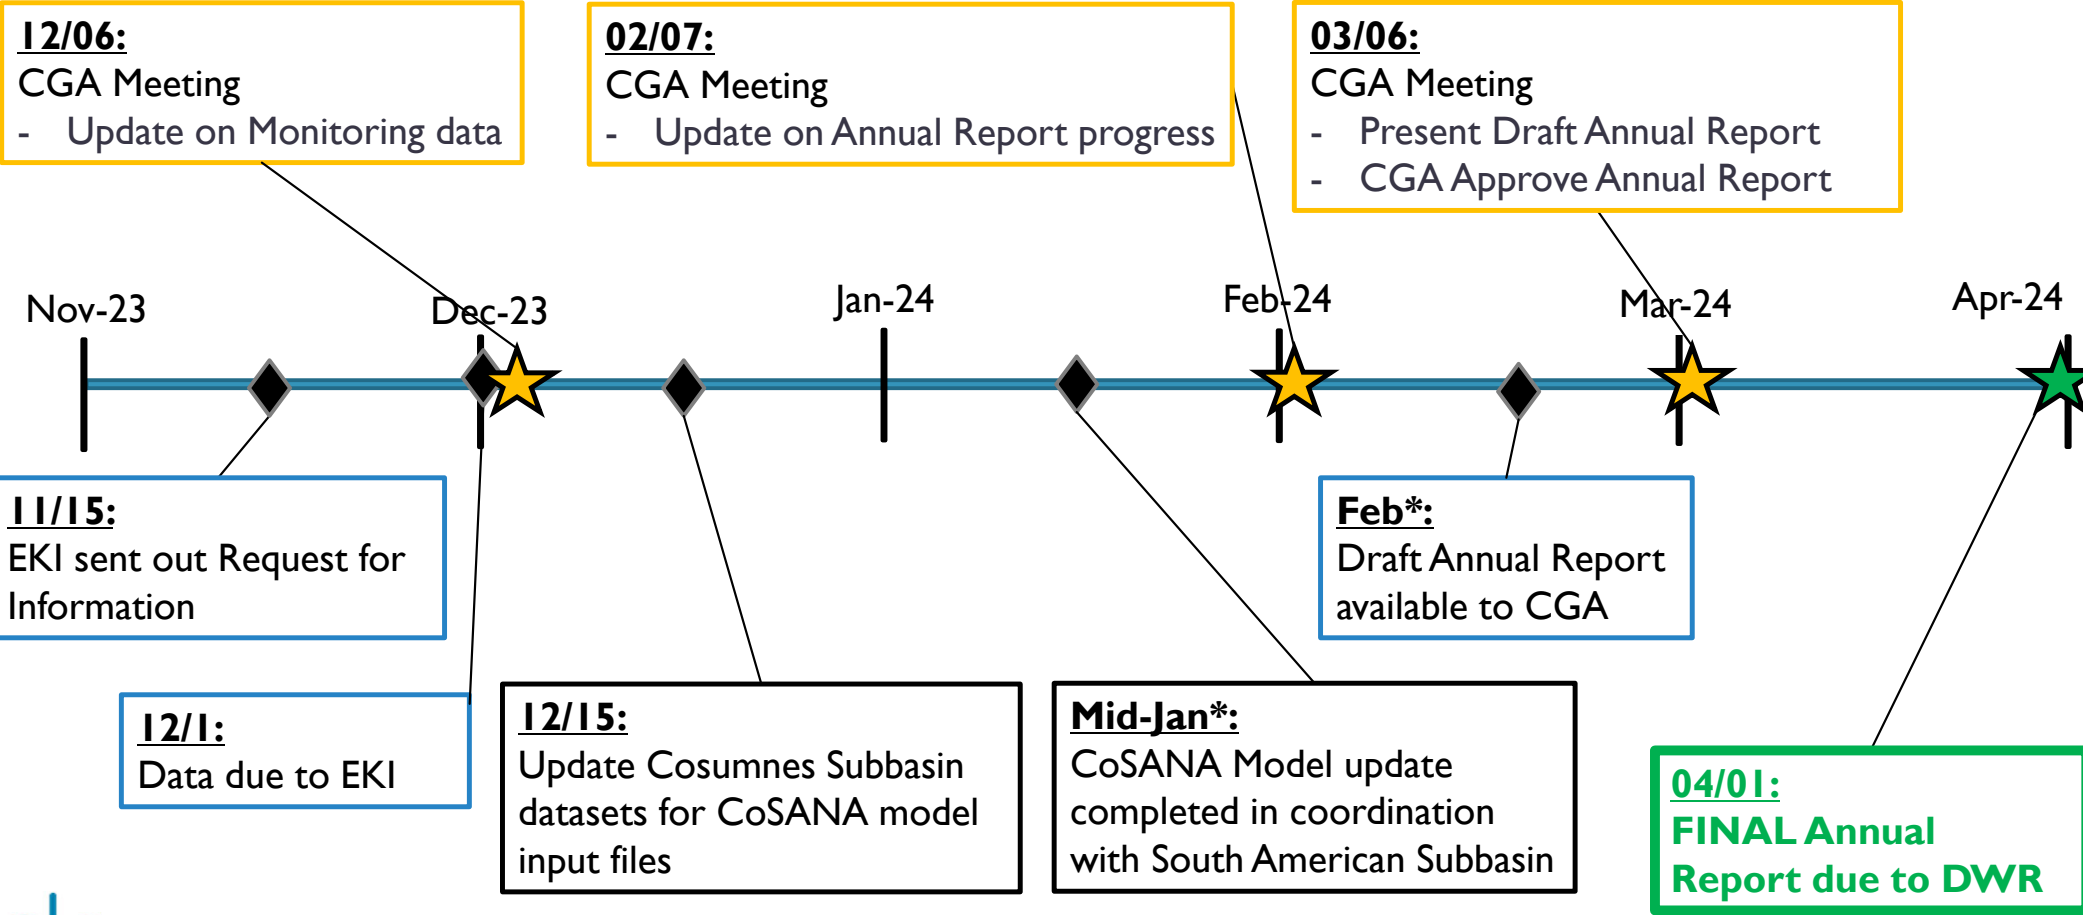 12/06:
CGA Meeting
- Update on Monitoring data
02/07:
CGA Meeting
- Update on Annual Report progress
03/06:
CGA Meeting
- Present Draft Annual Report
- CGA Approve Annual Report
Nov-23
Dec-23
Jan-24
Feb-24
Mar-24
Apr-24
11/15:
EKI sent out Request for
Information
12/1:
Data due to EKI
12/15:
Update Cosumnes Subbasin
datasets for CoSANA model
input files
Mid-Jan*:
CoSANA Model update
completed in coordination
with South American Subbasin
Feb*:
Draft Annual Report
available to CGA
04/01:
FINAL Annual
Report due to DWR